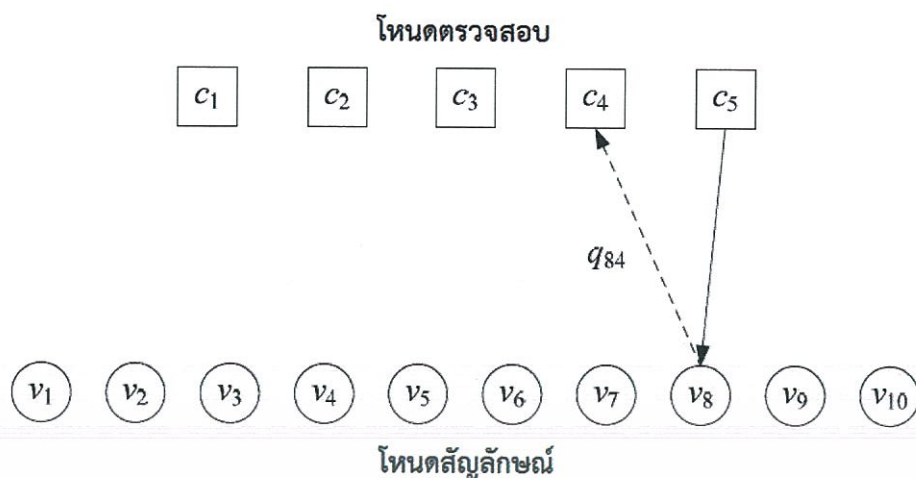 โหนดตรวจสอบ
c1 c2 c3 c4 c5
q84
v1 v2 v3 v4 v5 v6 v7 v8 v9 v10
โหนดสัญลักษณ์